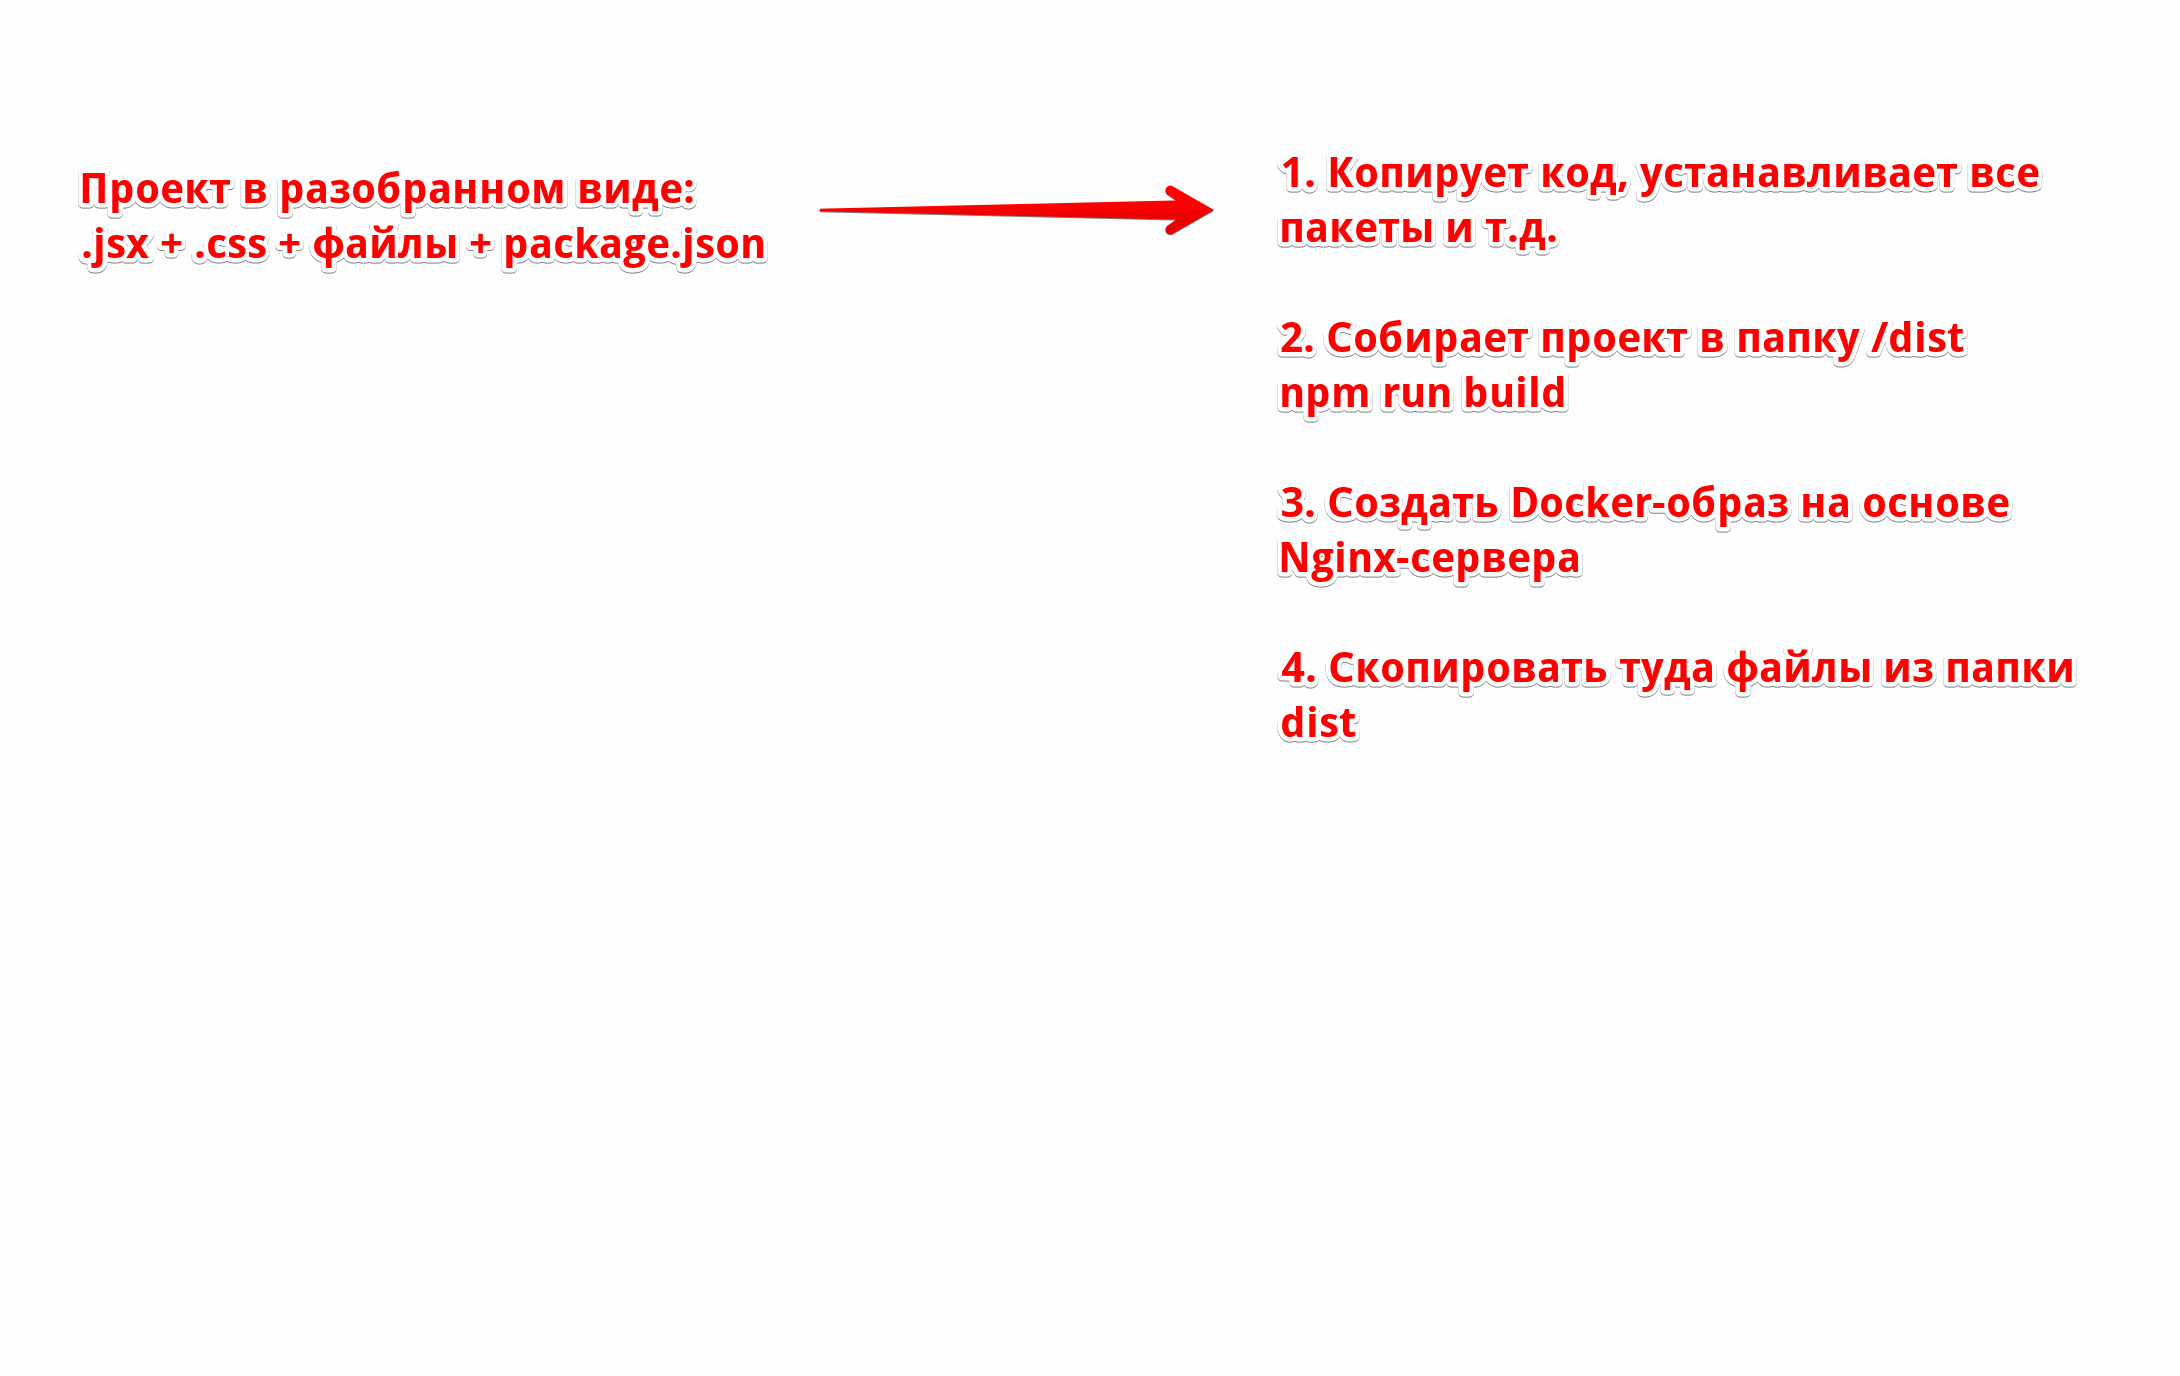 Проект в разобранном виде:
.jsx + .css + файлы + package.json
1. Копирует код, устанавливает все
пакеты и т.д.
2. Собирает проект в папку /dist
npm run build
3. Создать Docker-образ на основе
Nginx-сервера
4. Скопировать туда файлы из папки
dist